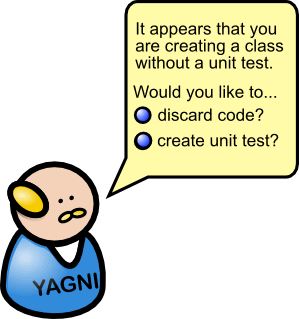 It appears that you
are creating a class
without a unit test.
Would you like to...
discard code?
create unit test?
YAGNI